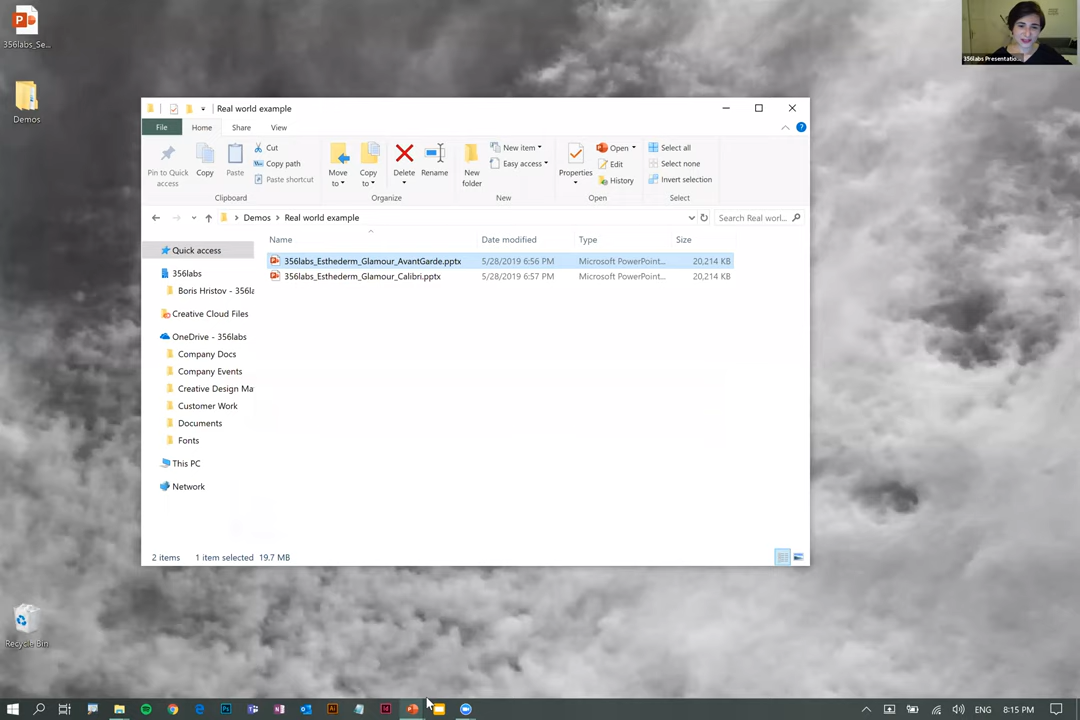 356labs_Se...
Demos
356labs Presentatio...
Real world example
File
Home
Share
View
Pin to Quick access
Copy
Paste
Cut
Copy path
Paste shortcut
Clipboard
Move to
Copy to
Delete
Rename
Organize
New folder
New item
Easy access
New
Properties
Open
Edit
History
Open
Select all
Select none
Invert selection
Select
Demos
Real world example
Search Real worl...
Name
Date modified
Type
Size
356labs_Esthederm_Glamour_AvantGarde.pptx 5/28/2019 6:56 PM Microsoft PowerPoint... 20,214 KB
356labs_Esthederm_Glamour_Calibri.pptx 5/28/2019 6:57 PM Microsoft PowerPoint... 20,214 KB
Quick access
356labs
Boris Hristov - 356la
Creative Cloud Files
OneDrive - 356labs
Company Docs
Company Events
Creative Design Ma
Customer Work
Documents
Fonts
This PC
Network
2 items 1 item selected 19.7 MB
Recycle Bin
ENG
8:15 PM